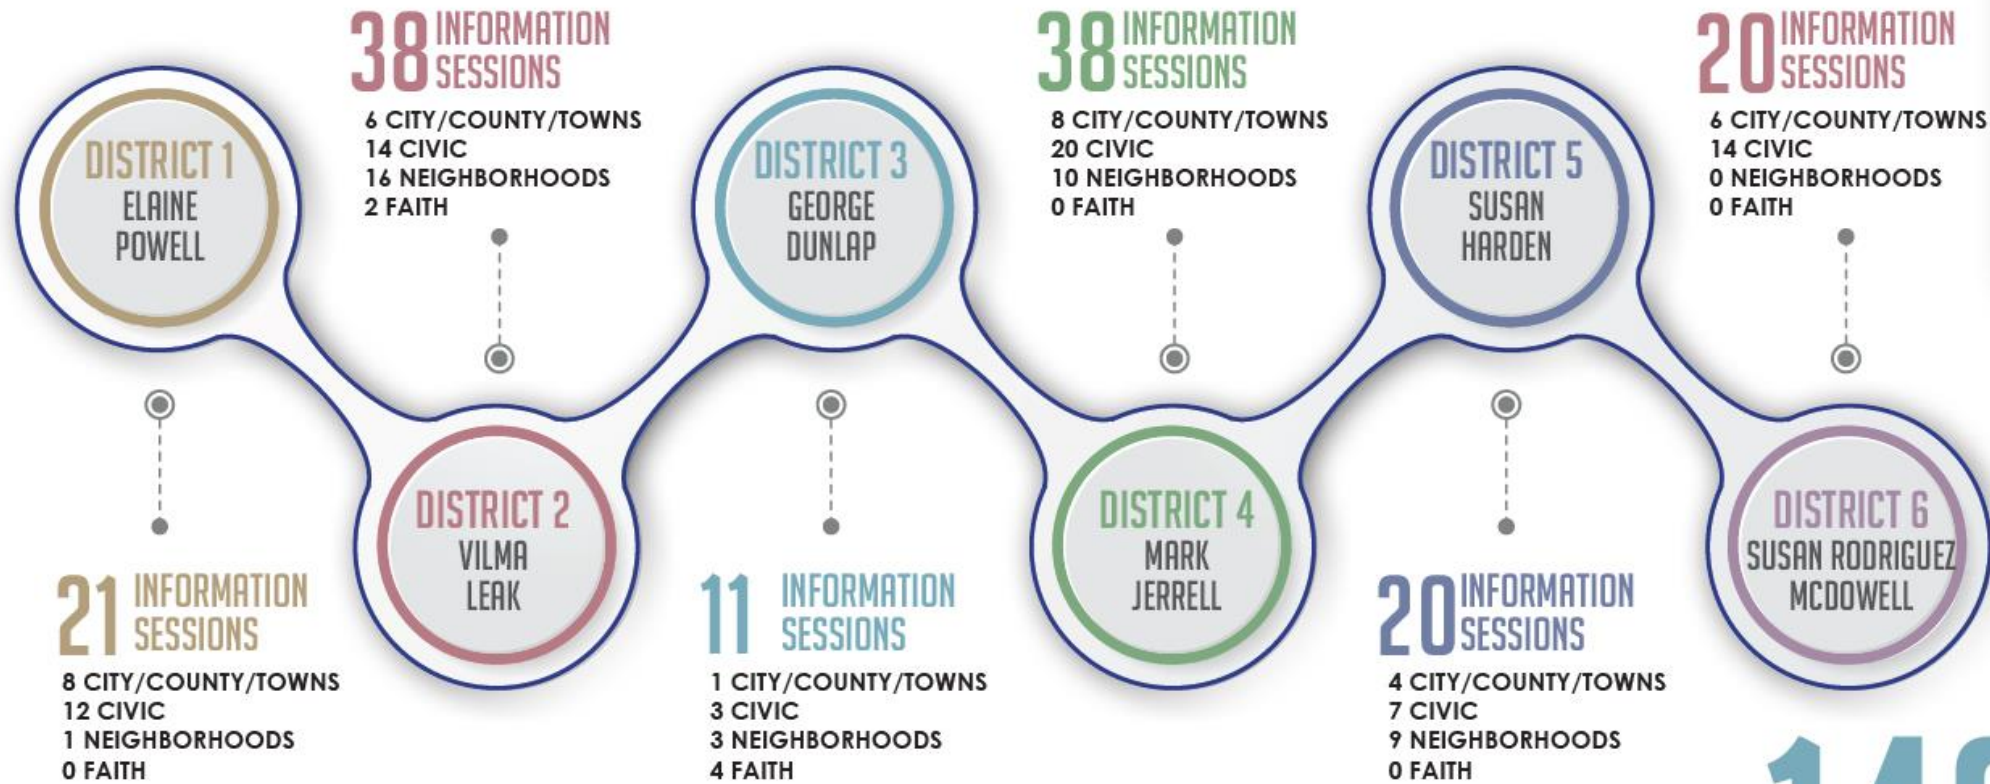 DISTRICT 1
ELAINE
POWELL
21 INFORMATION
SESSIONS
8 CITY/COUNTY/TOWNS
12 CIVIC
1 NEIGHBORHOODS
0 FAITH
38 INFORMATION
SESSIONS
6 CITY/COUNTY/TOWNS
14 CIVIC
16 NEIGHBORHOODS
2 FAITH
DISTRICT 2
VILMA
LEAK
DISTRICT 3
GEORGE
DUNLAP
11 INFORMATION
SESSIONS
1 CITY/COUNTY/TOWNS
3 CIVIC
3 NEIGHBORHOODS
4 FAITH
38 INFORMATION
SESSIONS
8 CITY/COUNTY/TOWNS
20 CIVIC
10 NEIGHBORHOODS
0 FAITH
DISTRICT 4
MARK
JERRELL
DISTRICT 5
SUSAN
HARDEN
20 INFORMATION
SESSIONS
4 CITY/COUNTY/TOWNS
7 CIVIC
9 NEIGHBORHOODS
0 FAITH
20 INFORMATION
SESSIONS
6 CITY/COUNTY/TOWNS
14 CIVIC
0 NEIGHBORHOODS
0 FAITH
DISTRICT 6
SUSAN RODRIGUEZ
MCDOWELL